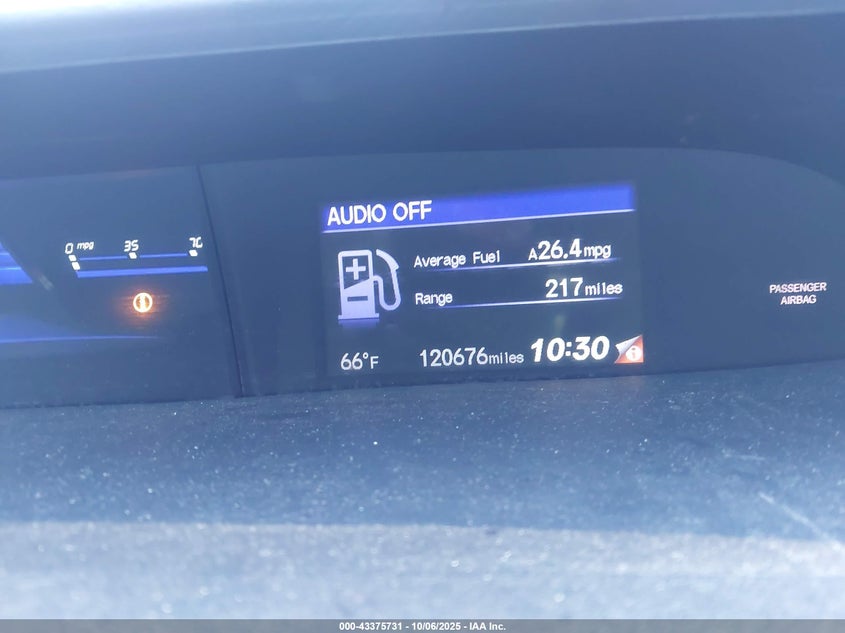 AUDIO OFF
0 mpg 35 70
Average Fuel A26.4mpg
Range 217miles
PASSENGER
AIRBAG
66°F 120676miles 10:30
000-43375731 - 10/06/2025 - IAA Inc.